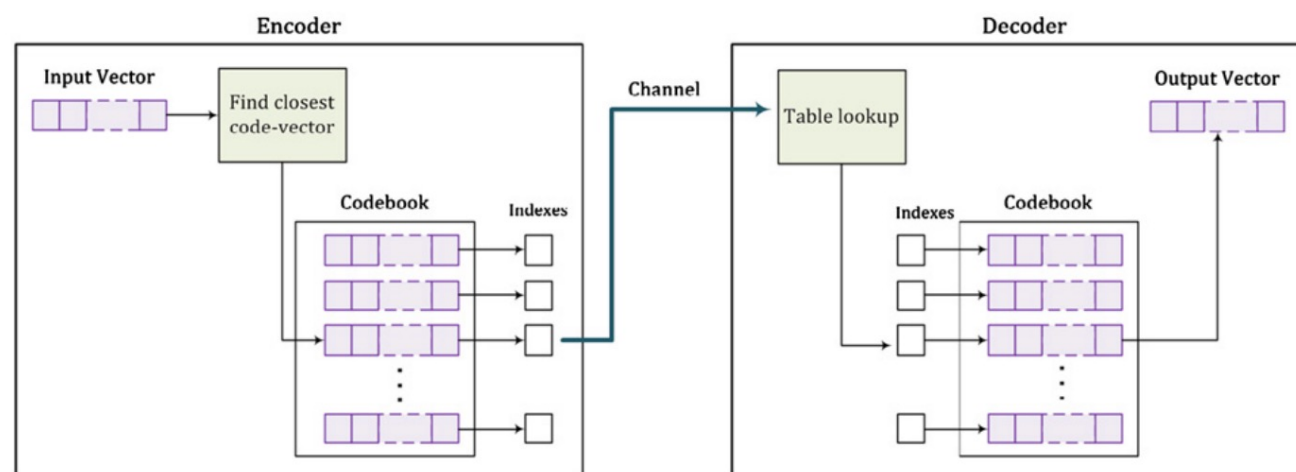 Encoder
Input Vector
Find closest
code-vector
Codebook
Indexes
Channel
Decoder
Table lookup
Output Vector
Indexes
Codebook